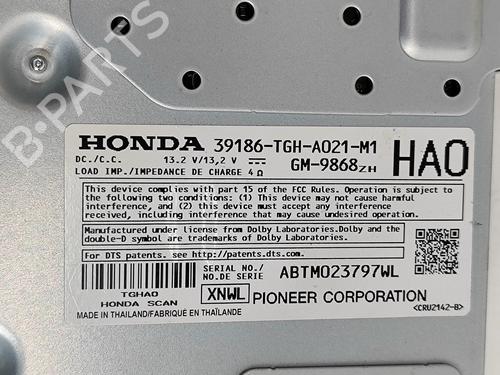 B-PARTS
HONDA 39186-TGH-A021-M1
DC./C.C. 13.2 V/13,2 V
GM-9868ZH
HA0
LOAD IMP./IMPEDANCE DE CHARGE 4 Ω
This device complies with part 15 of the FCC Rules. Operation is subject to
the following two conditions: (1) This device may not cause harmful
interference, and (2) this device must accept any interference
received, including interference that may cause undesired operation.
Manufactured under license from Dolby Laboratories.Dolby and the
double-D symbol are trademarks of Dolby Laboratories.
For DTS patents. see http://patents.dts.com.
SERIAL NO./
NO.DE SERIE ABTM023797WL
TGHA0
HONDA SCAN
XNWL PIONEER CORPORATION
MADE IN THAILAND/FABRIQUÉ EN THAÏLANDE
<CRU2142-B>